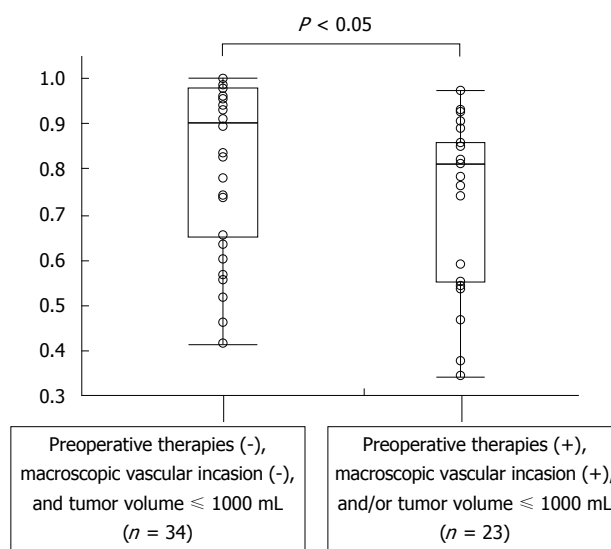 P < 0.05
1.0
0.9
0.8
0.7
0.6
0.5
0.4
0.3
Preoperative therapies (-),
macroscopic vascular incasion (-),
and tumor volume ⩽ 1000 mL
(n = 34)
Preoperative therapies (+),
macroscopic vascular incasion (+),
and/or tumor volume ⩽ 1000 mL
(n = 23)